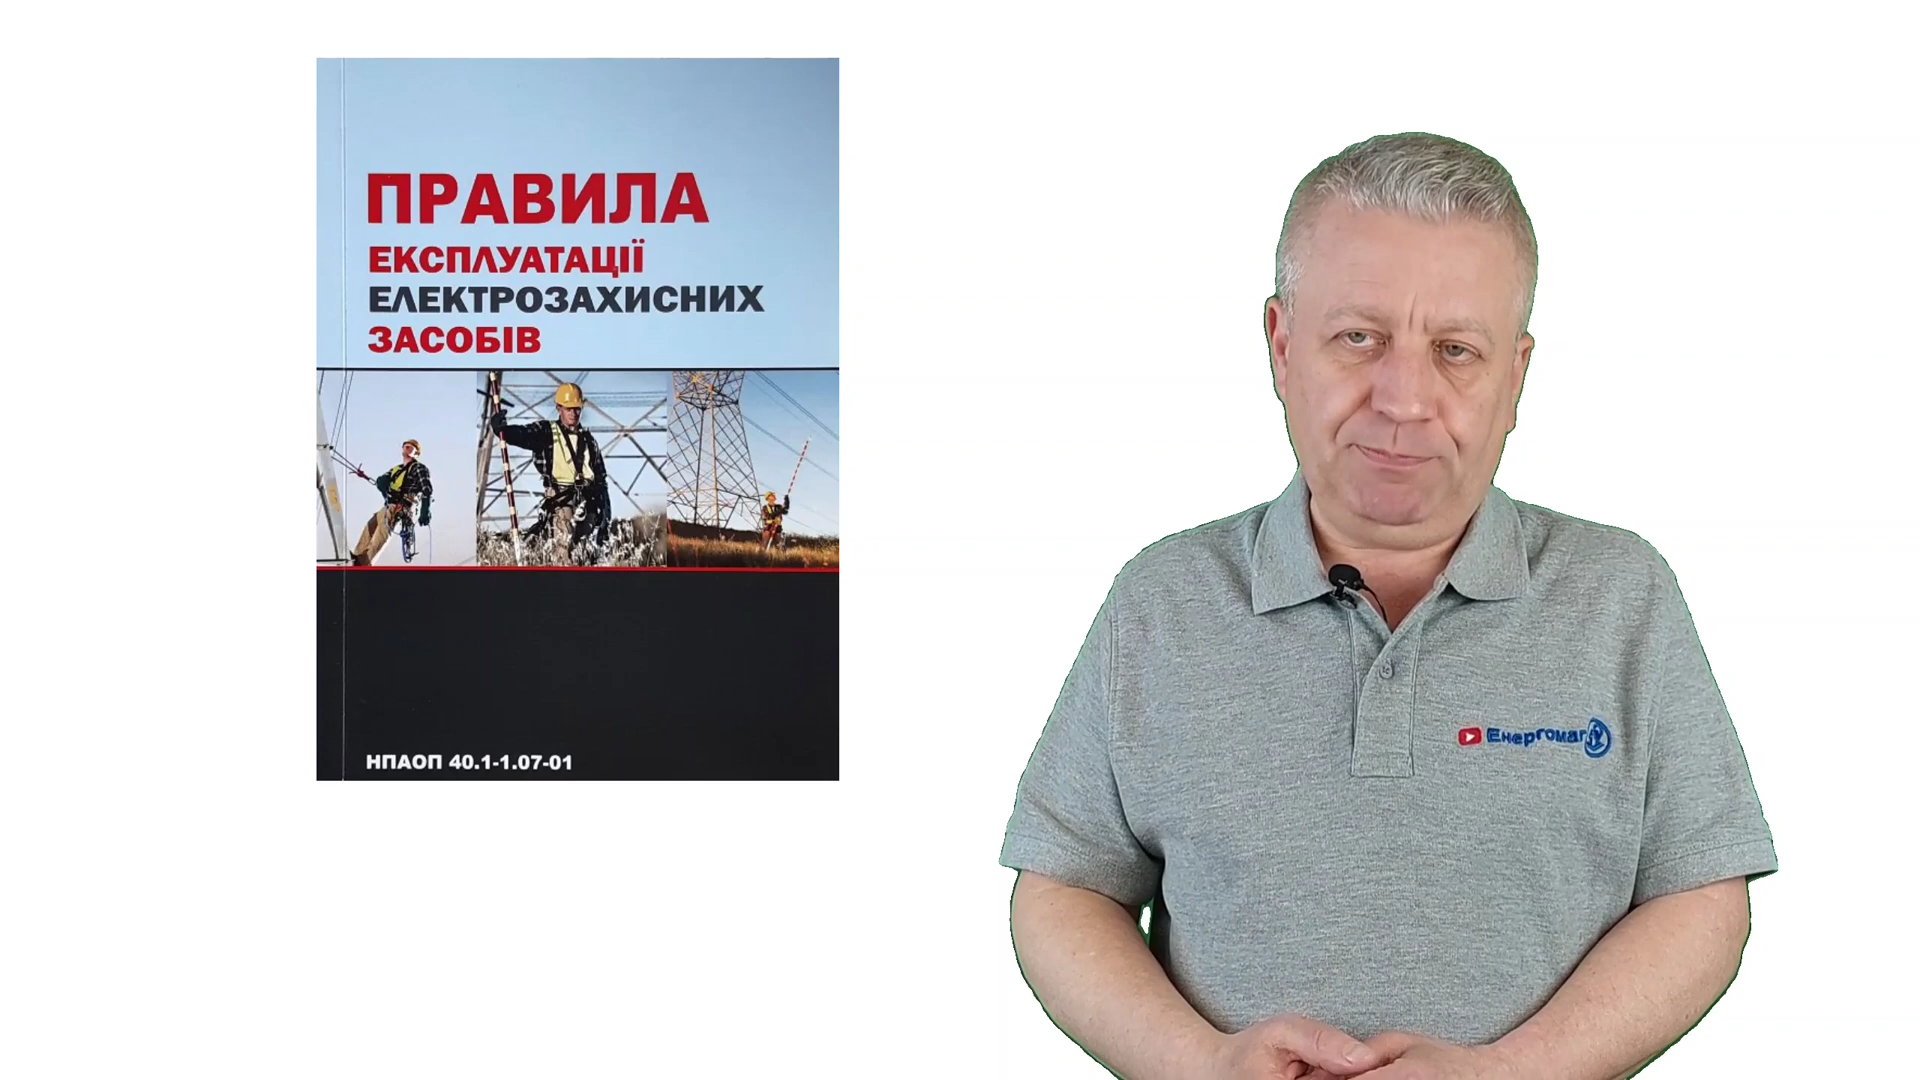 ПРАВИЛА
ЕКСПЛУАТАЦІЇ
ЕЛЕКТРОЗАХИСНИХ
ЗАСОБІВ
НПАОП 40.1-1.07-01
Енергомаг